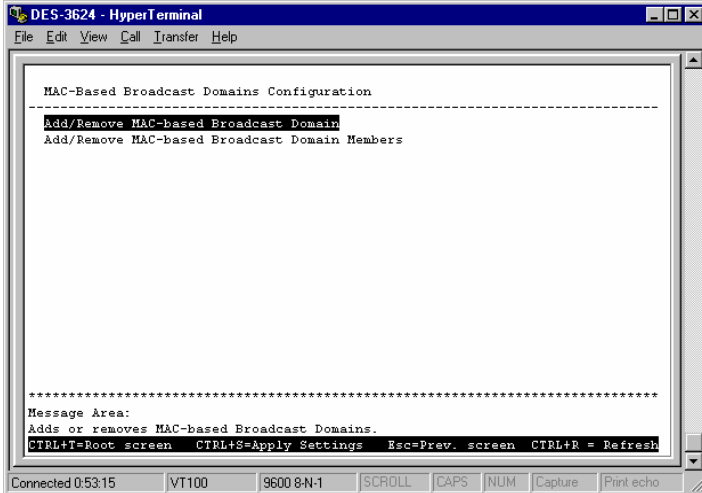 DES-3624 - HyperTerminal
File Edit View Call Transfer Help
MAC-Based Broadcast Domains Configuration
--------------------------------------------------------------------------------
Add/Remove MAC-based Broadcast Domain
Add/Remove MAC-based Broadcast Domain Members
********************************************************************************
Message Area:
Adds or removes MAC-based Broadcast Domains.
CTRL+T=Root screen CTRL+S=Apply Settings Esc=Prev. screen CTRL+R = Refresh
Connected 0:53:15 VT100 9600 8-N-1 SCROLL CAPS NUM Capture Print echo